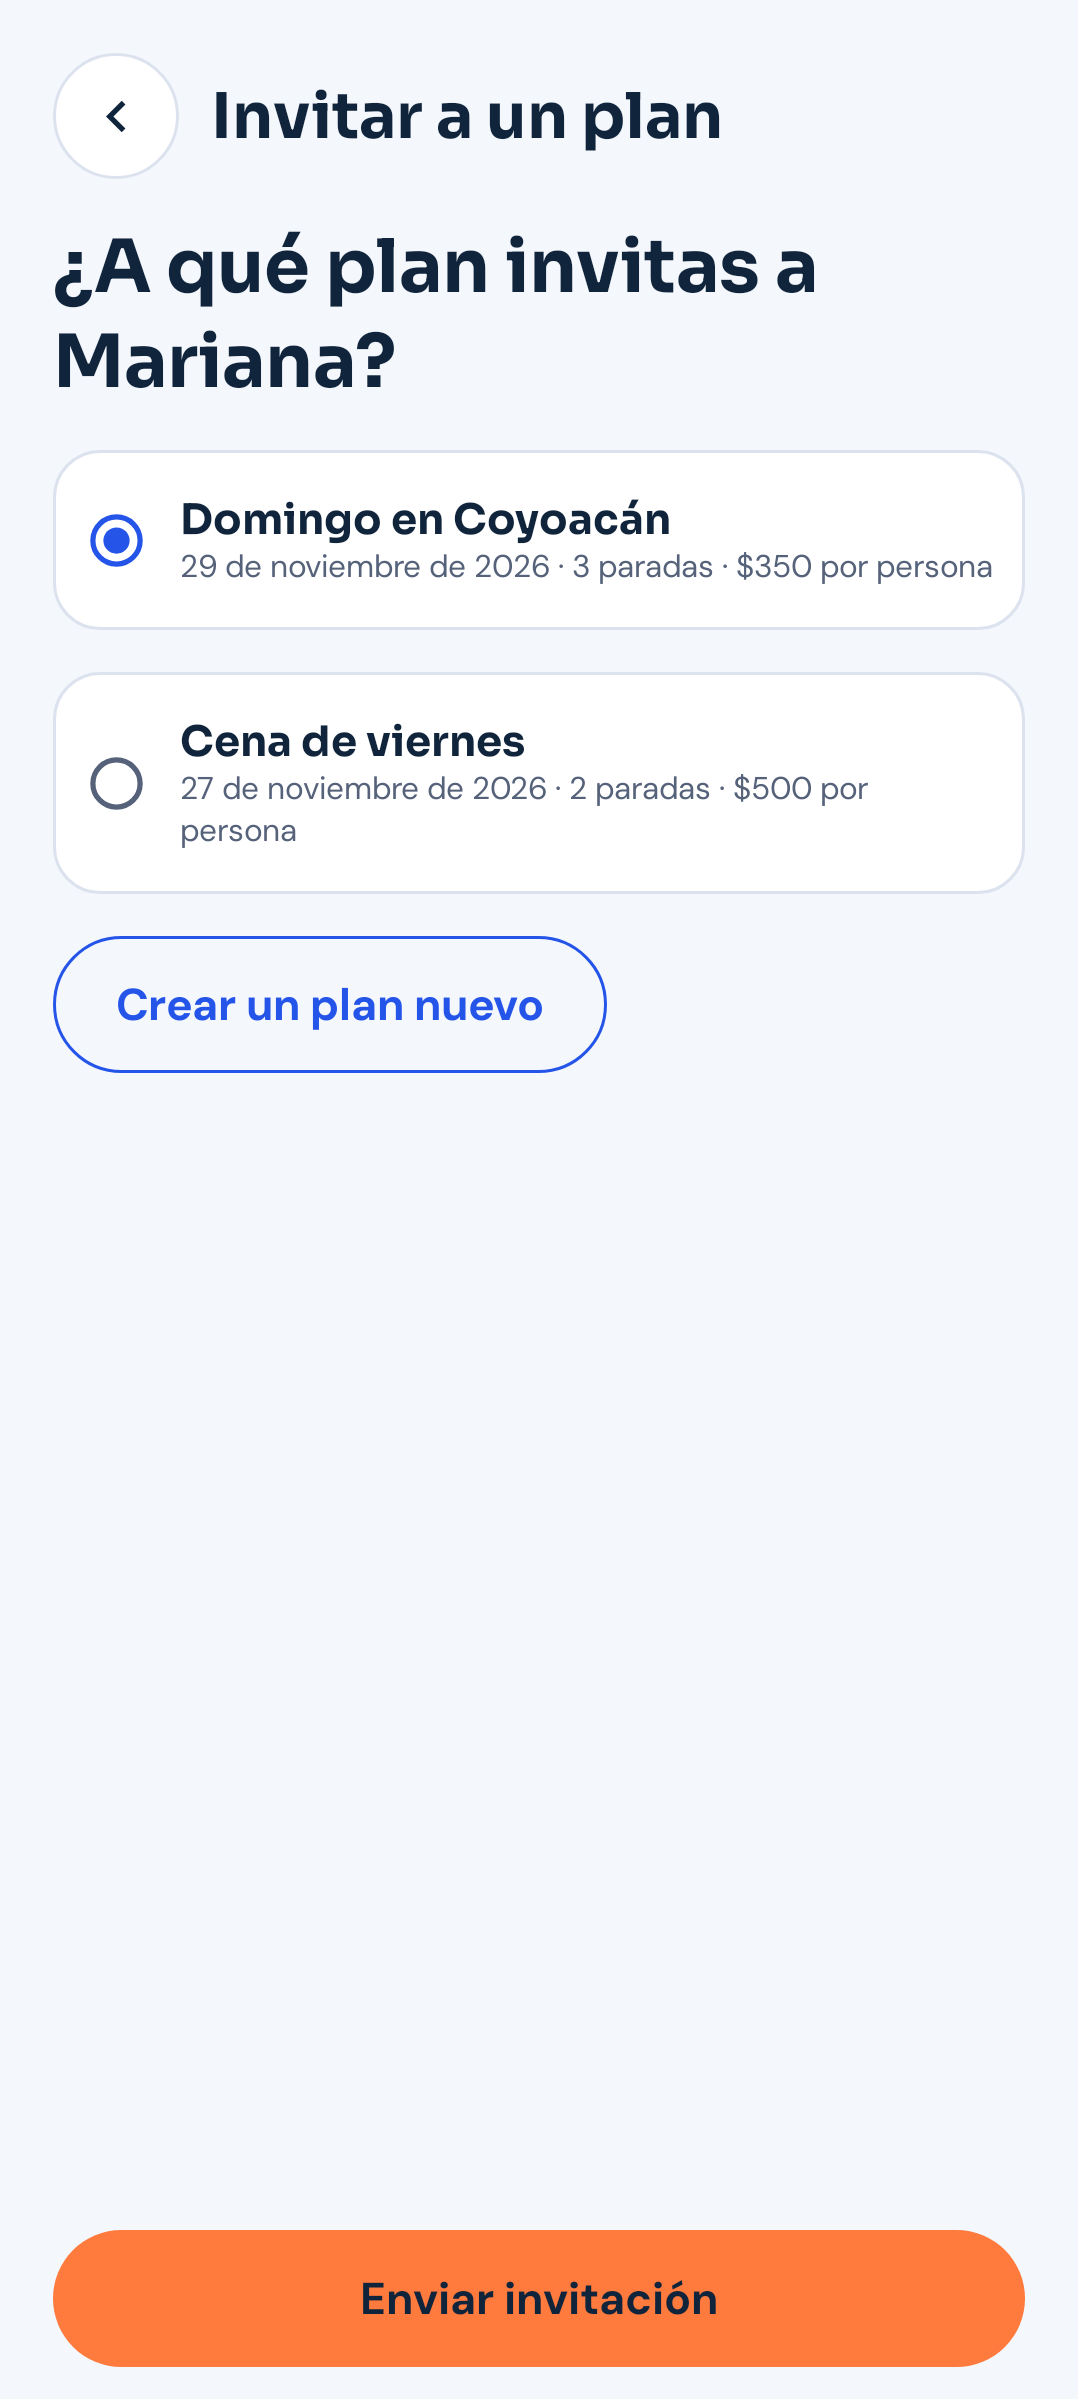 Invitar a un plan
¿A qué plan invitas a
Mariana?
Domingo en Coyoacán
29 de noviembre de 2026 · 3 paradas · $350 por persona
Cena de viernes
27 de noviembre de 2026 · 2 paradas · $500 por
persona
Crear un plan nuevo
Enviar invitación